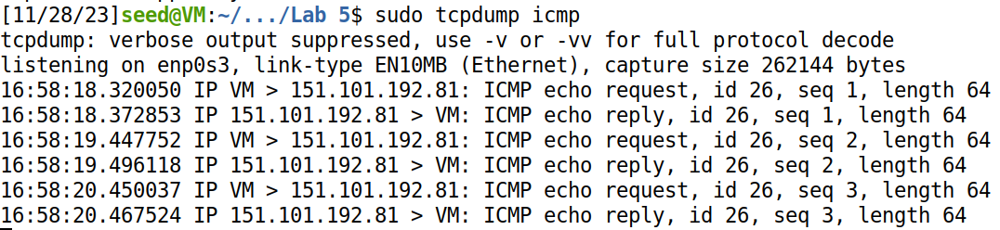 [11/28/23]seed@VM:~/.../Lab 5$ sudo tcpdump icmp
tcpdump: verbose output suppressed, use -v or -vv for full protocol decode
listening on enp0s3, link-type EN10MB (Ethernet), capture size 262144 bytes
16:58:18.320050 IP VM > 151.101.192.81: ICMP echo request, id 26, seq 1, length 64
16:58:18.372853 IP 151.101.192.81 > VM: ICMP echo reply, id 26, seq 1, length 64
16:58:19.447752 IP VM > 151.101.192.81: ICMP echo request, id 26, seq 2, length 64
16:58:19.496118 IP 151.101.192.81 > VM: ICMP echo reply, id 26, seq 2, length 64
16:58:20.450037 IP VM > 151.101.192.81: ICMP echo request, id 26, seq 3, length 64
16:58:20.467524 IP 151.101.192.81 > VM: ICMP echo reply, id 26, seq 3, length 64